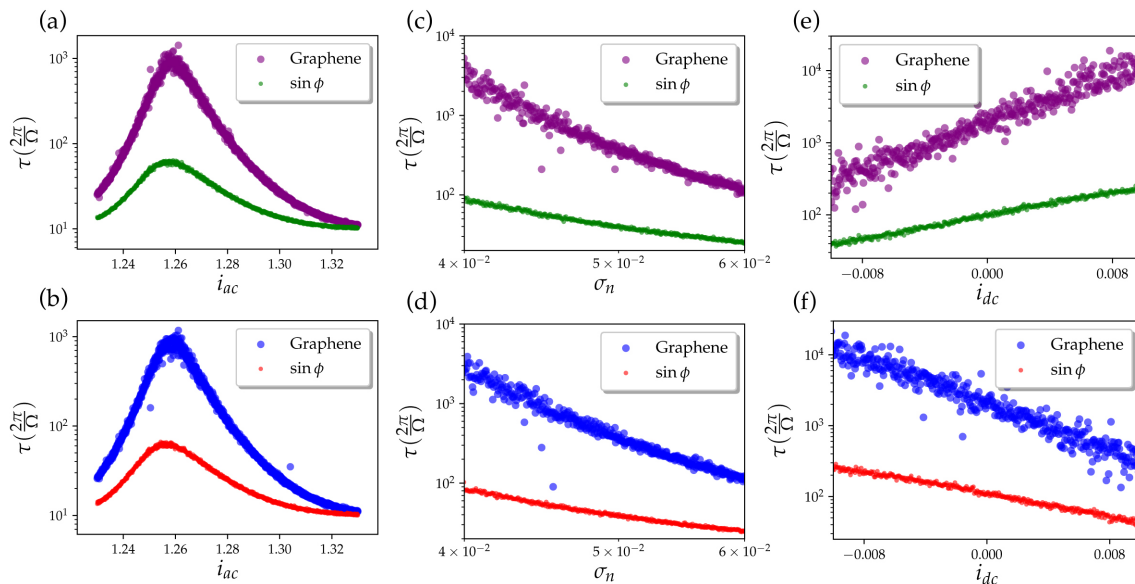 (a)
10³
10²
10¹
τ(2π/Ω)
Graphene
sin ϕ
1.24 1.26 1.28 1.30 1.32
i_ac
(c)
10⁴
10³
10²
τ(2π/Ω)
Graphene
sin ϕ
4 × 10⁻² 5 × 10⁻² 6 × 10⁻²
σ_n
(e)
10⁴
10³
10²
τ(2π/Ω)
Graphene
sin ϕ
−0.008 0.000 0.008
i_dc
(b)
10³
10²
10¹
τ(2π/Ω)
Graphene
sin ϕ
1.24 1.26 1.28 1.30 1.32
i_ac
(d)
10⁴
10³
10²
τ(2π/Ω)
Graphene
sin ϕ
4 × 10⁻² 5 × 10⁻² 6 × 10⁻²
σ_n
(f)
10⁴
10³
10²
τ(2π/Ω)
Graphene
sin ϕ
−0.008 0.000 0.008
i_dc